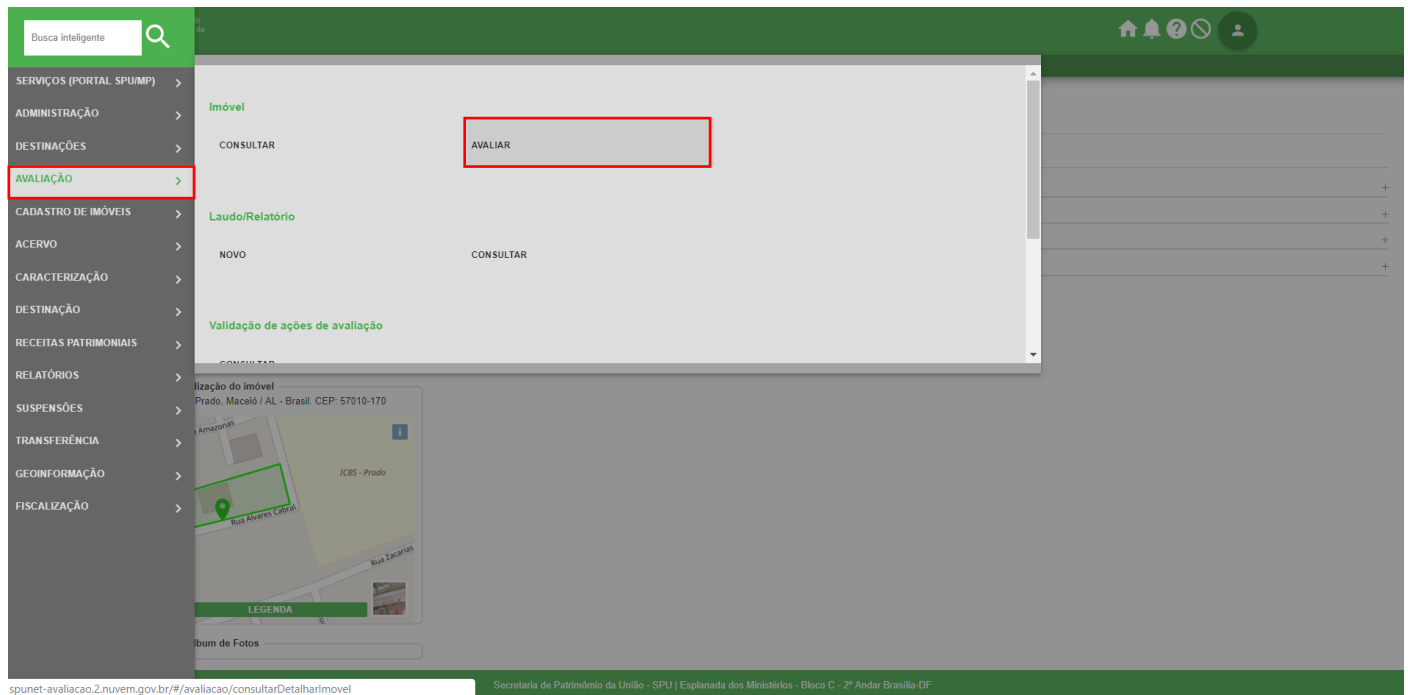 Busca inteligente
SERVIÇOS (PORTAL SPU/MP)
ADMINISTRAÇÃO
DESTINAÇÕES
AVALIAÇÃO
CADASTRO DE IMÓVEIS
ACERVO
CARACTERIZAÇÃO
DESTINAÇÃO
RECEITAS PATRIMONIAIS
RELATÓRIOS
SUSPENSÕES
TRANSFERÊNCIA
GEOINFORMAÇÃO
FISCALIZAÇÃO
Imóvel
CONSULTAR AVALIAR
Laudo/Relatório
NOVO CONSULTAR
Validação de ações de avaliação
CONSULTAR
lização do imóvel
Prado, Maceió / AL - Brasil. CEP: 57010-170
Amazonas
i
ICBS - Prado
Rua Alvares Cabral
Rua Zacarias
LEGENDA
lbum de Fotos
Secretaria de Patrimômio da União - SPU | Esplanada dos Ministérios - Bloco C - 2º Andar Brasília-DF
spunet-avaliacao.2.nuvem.gov.br/#/avaliacao/consultarDetalharImovel